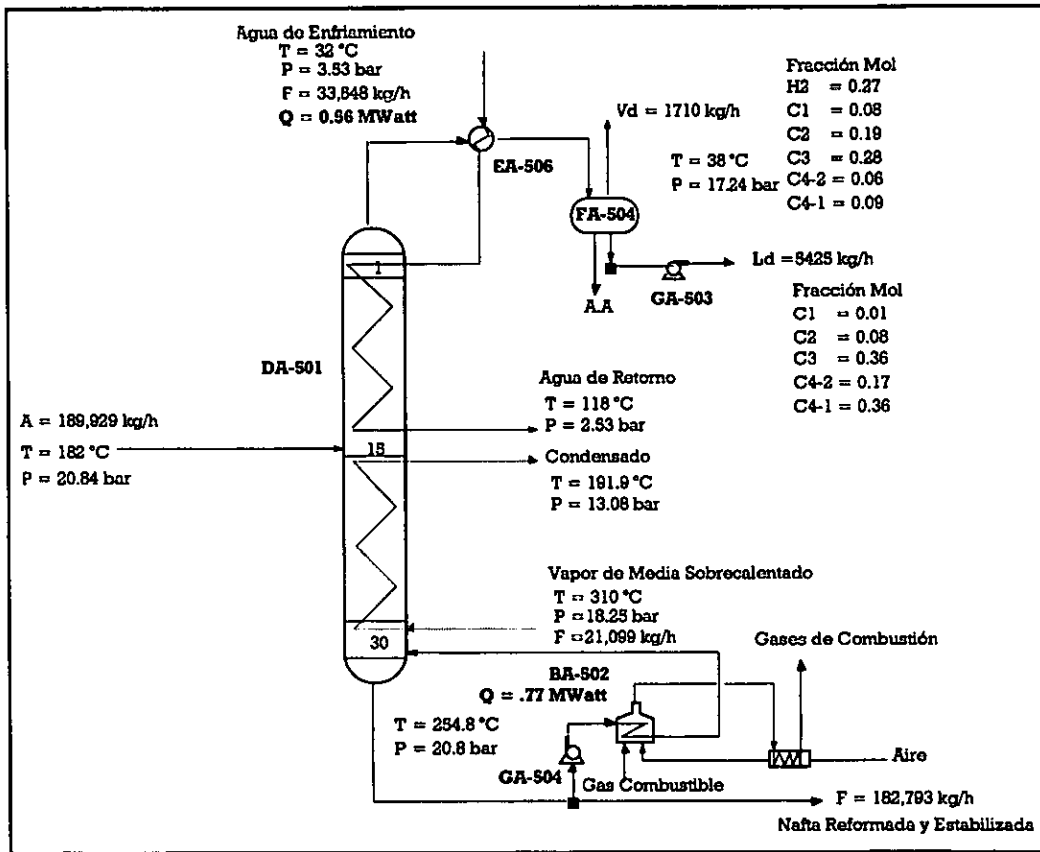 Agua do Enfriamiento
T = 32 °C
P = 3.53 bar
F = 33,848 kg/h
Q = 0.56 MWatt
EA-506
Vd = 1710 kg/h
T = 38 °C
P = 17.24 bar
Fracción Mol
H2 = 0.27
C1 = 0.08
C2 = 0.19
C3 = 0.28
C4-2 = 0.06
C4-1 = 0.09
FA-504
A.A
GA-503
Ld = 5425 kg/h
Fracción Mol
C1 = 0.01
C2 = 0.08
C3 = 0.36
C4-2 = 0.17
C4-1 = 0.36
1
DA-501
A = 189,929 kg/h
T = 182 °C
P = 20.84 bar
15
Agua de Retorno
T = 118 °C
P = 2.53 bar
Condensado
T = 191.9 °C
P = 13.08 bar
Vapor de Media Sobrecalentado
T = 310 °C
P = 18.25 bar
F = 21,099 kg/h
30
BA-502
Q = .77 MWatt
Gases de Combustión
T = 254.8 °C
P = 20.8 bar
GA-504
Gas Combustible
Aire
F = 182,793 kg/h
Nafta Reformada y Estabilizada